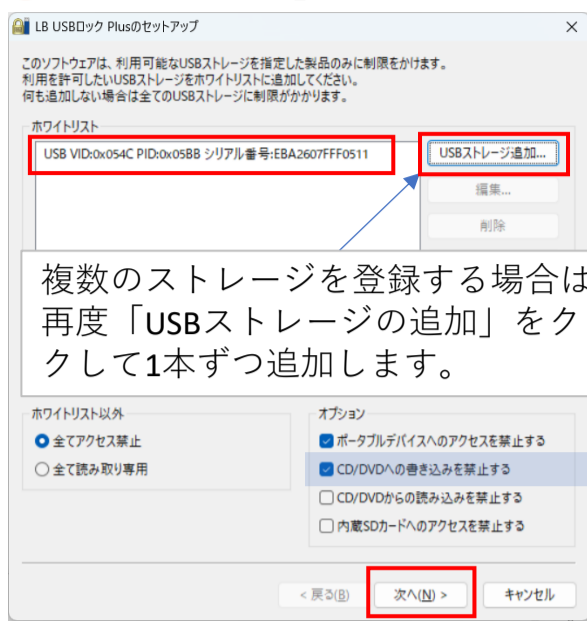 LB USBロック Plusのセットアップ
このソフトウェアは、利用可能なUSBストレージを指定した製品のみに制限をかけます。
利用を許可したいUSBストレージをホワイトリストに追加してください。
何も追加しない場合は全てのUSBストレージに制限がかかります。
ホワイトリスト
USB VID:0x054C PID:0x05BB シリアル番号:EBA2607FFF0511
USBストレージ追加...
編集...
削除
複数のストレージを登録する場合は
再度「USBストレージの追加」をク
クして1本ずつ追加します。
ホワイトリスト以外
全てアクセス禁止
全て読み取り専用
オプション
ポータブルデバイスへのアクセスを禁止する
CD/DVDへの書き込みを禁止する
CD/DVDからの読み込みを禁止する
内蔵SDカードへのアクセスを禁止する
< 戻る(B)
次へ(N) >
キャンセル